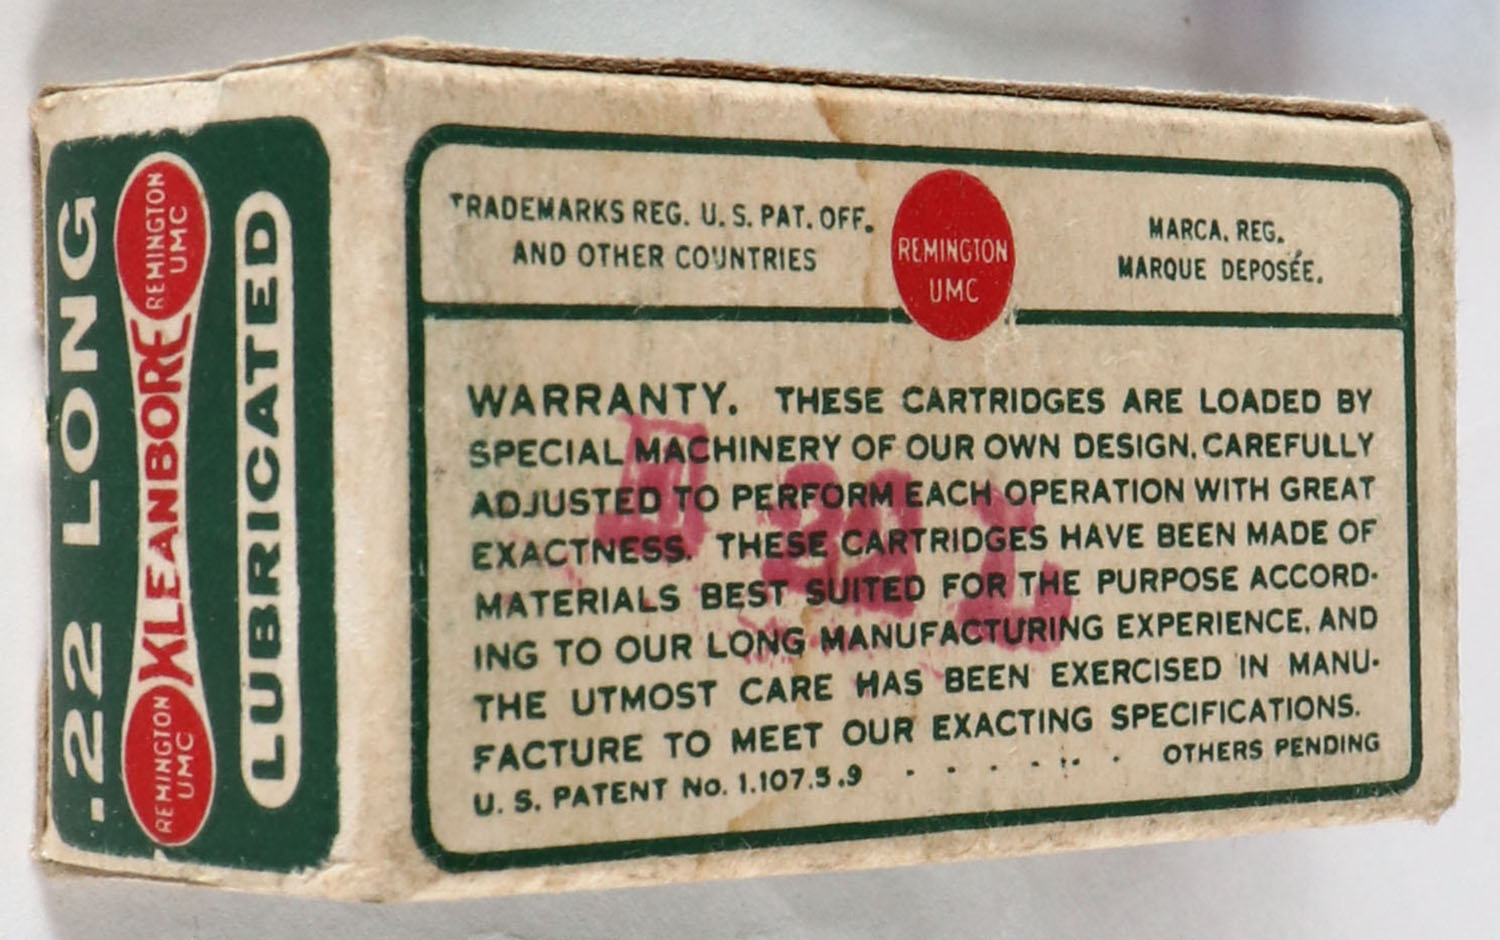 .22 LONG
REMINGTON
UMC
KLEANBORE
REMINGTON
UMC
LUBRICATED
TRADEMARKS REG. U. S. PAT. OFF.
AND OTHER COUNTRIES
REMINGTON
UMC
MARCA. REG.
MARQUE DEPOSÉE.
WARRANTY. THESE CARTRIDGES ARE LOADED BY
SPECIAL MACHINERY OF OUR OWN DESIGN, CAREFULLY
ADJUSTED TO PERFORM EACH OPERATION WITH GREAT
EXACTNESS. THESE CARTRIDGES HAVE BEEN MADE OF
MATERIALS BEST SUITED FOR THE PURPOSE ACCORD-
ING TO OUR LONG MANUFACTURING EXPERIENCE, AND
THE UTMOST CARE HAS BEEN EXERCISED IN MANU-
FACTURE TO MEET OUR EXACTING SPECIFICATIONS.
U. S. PATENT No. . . . . . . OTHERS PENDING